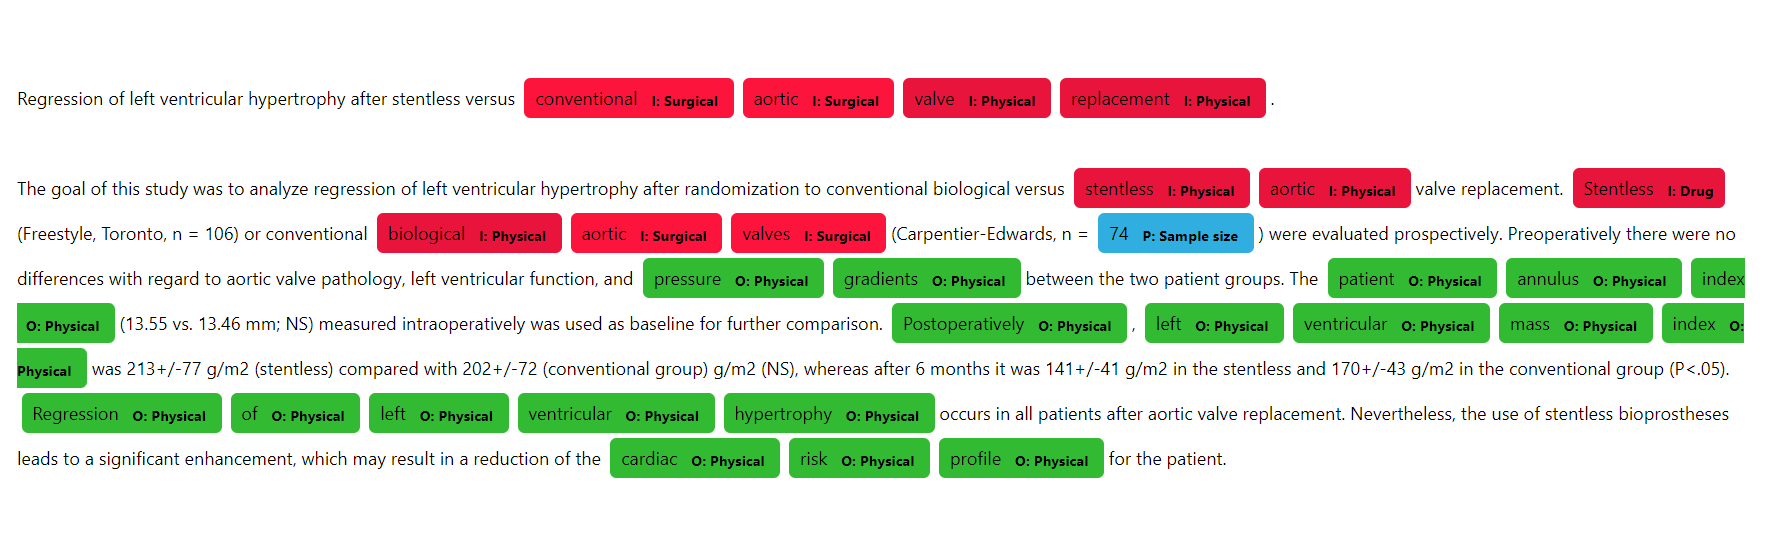 Regression of left ventricular hypertrophy after stentless versus conventional I: Surgical aortic I: Surgical valve I: Physical replacement I: Physical .
The goal of this study was to analyze regression of left ventricular hypertrophy after randomization to conventional biological versus stentless I: Physical aortic I: Physical valve replacement. Stentless I: Drug
(Freestyle, Toronto, n = 106) or conventional biological I: Physical aortic I: Surgical valves I: Surgical (Carpentier-Edwards, n = 74 P: Sample size ) were evaluated prospectively. Preoperatively there were no
differences with regard to aortic valve pathology, left ventricular function, and pressure O: Physical gradients O: Physical between the two patient groups. The patient O: Physical annulus O: Physical index
O: Physical (13.55 vs. 13.46 mm; NS) measured intraoperatively was used as baseline for further comparison. Postoperatively O: Physical , left O: Physical ventricular O: Physical mass O: Physical index O:
Physical was 213+/-77 g/m2 (stentless) compared with 202+/-72 (conventional group) g/m2 (NS), whereas after 6 months it was 141+/-41 g/m2 in the stentless and 170+/-43 g/m2 in the conventional group (P<.05).
Regression O: Physical of O: Physical left O: Physical ventricular O: Physical hypertrophy O: Physical occurs in all patients after aortic valve replacement. Nevertheless, the use of stentless bioprostheses
leads to a significant enhancement, which may result in a reduction of the cardiac O: Physical risk O: Physical profile O: Physical for the patient.